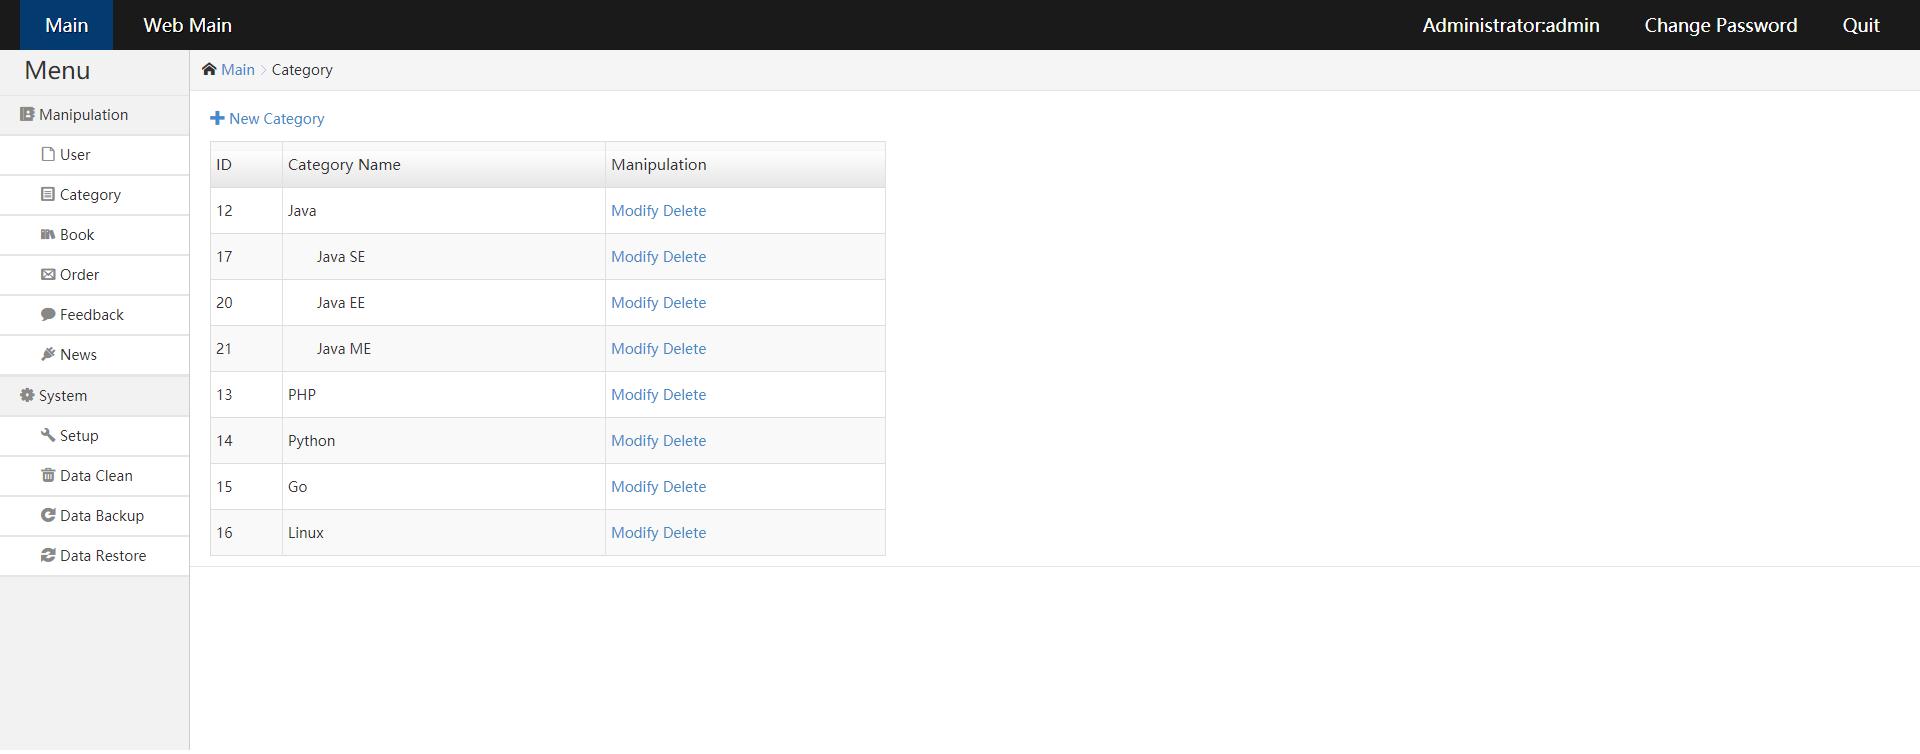 Main Web Main Administrator:admin Change Password Quit
Menu
Manipulation
User
Category
Book
Order
Feedback
News
System
Setup
Data Clean
Data Backup
Data Restore
Main > Category
New Category
ID Category Name Manipulation
12 Java Modify Delete
17 Java SE Modify Delete
20 Java EE Modify Delete
21 Java ME Modify Delete
13 PHP Modify Delete
14 Python Modify Delete
15 Go Modify Delete
16 Linux Modify Delete